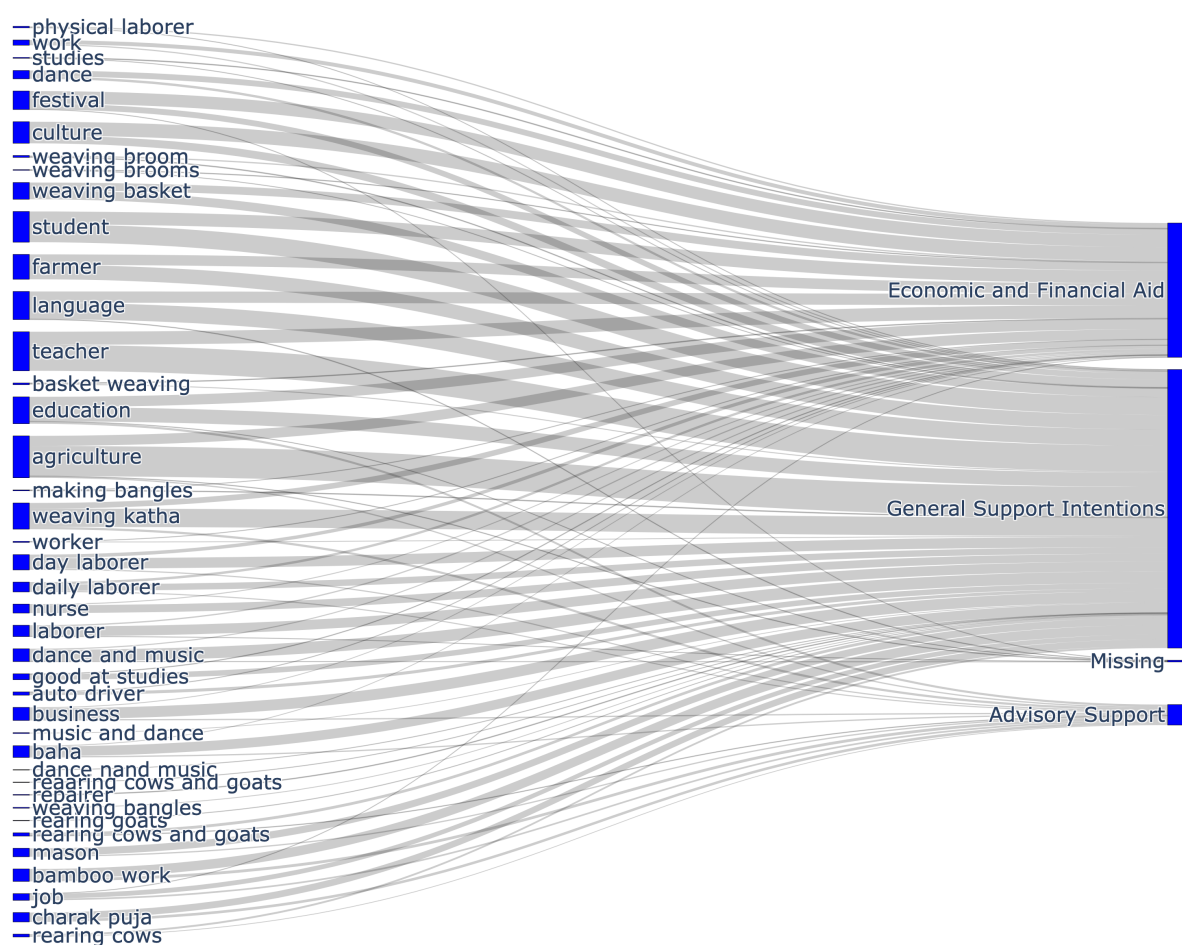 physical laborer
work
studies
dance
festival
culture
weaving broom
weaving brooms
weaving basket
student
farmer
language
teacher
basket weaving
education
agriculture
making bangles
weaving katha
worker
day laborer
daily laborer
nurse
laborer
dance and music
good at studies
auto driver
business
music and dance
baha
dance nand music
reaaring cows and goats
repairer
weaving bangles
rearing goats
rearing cows and goats
mason
bamboo work
job
charak puja
rearing cows
Economic and Financial Aid
General Support Intentions
Missing
Advisory Support